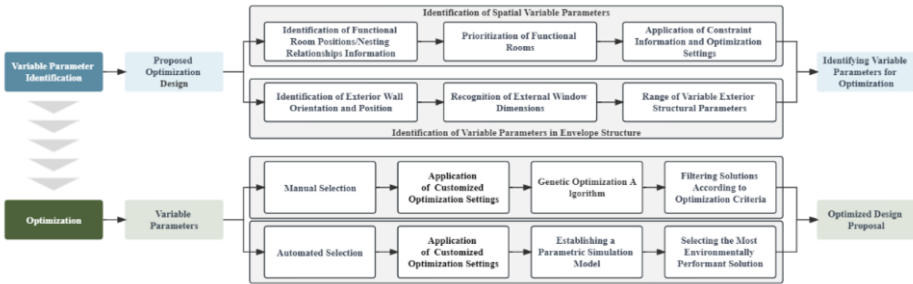 Identification of Spatial Variable Parameters
Identification of Functional
Room Positions/Nesting
Relationships Information
Prioritization of Functional
Rooms
Application of Constraint
Information and Optimization
Settings
Variable Parameter
Identification
Proposed
Optimization
Design
Identifying Variable
Parameters for
Optimization
Identification of Exterior Wall
Orientation and Position
Recognition of External Window
Dimensions
Range of Variable Exterior
Structural Parameters
Identification of Variable Parameters in Envelope Structure
Manual Selection
Application
of Customized
Optimization Settings
Genetic Optimization A
lgorithm
Filtering Solutions
According to
Optimization Criteria
Optimization
Variable
Parameters
Optimized Design
Proposal
Automated Selection
Application
of Customized
Optimization Settings
Establishing a
Parametric Simulation
Model
Selecting the Most
Environmentally
Performant Solution